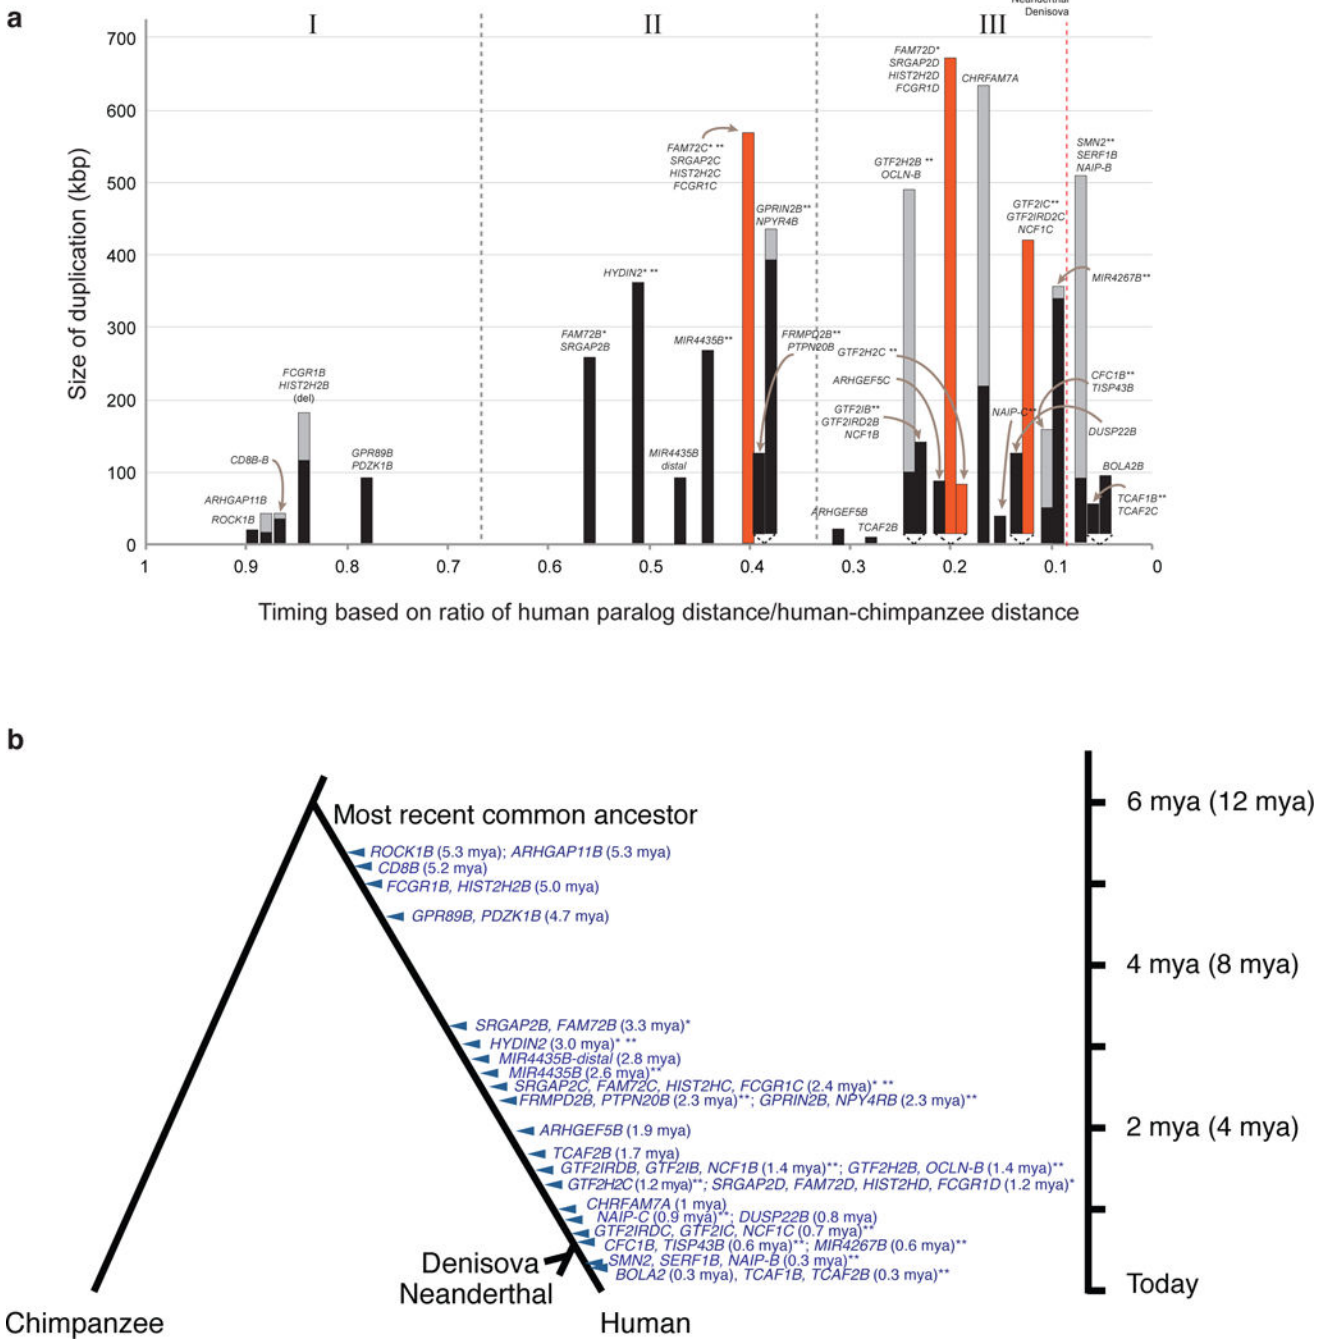 a
I
II
III
Neanderthal
Denisova
Size of duplication (kbp)
700
600
500
400
300
200
100
0
FCGR1B
HIST2H2B
(del)
CD8B-B
ARHGAP11B
ROCK1B
GPR89B
PDZK1B
FAM72B*
SRGAP2B
HYDIN2* **
MIR4435B
distal
MIR4435B**
FAM72C* **
SRGAP2C
HIST2H2C
FCGR1C
GPRIN2B**
NPYR4B
FRMPD2B**
PTPN20B
ARHGEF5B
TCAF2B
GTF2H2B **
OCLN-B
GTF2H2C **
ARHGEF5C
GTF2IB**
GTF2IRD2B
NCF1B
FAM72D*
SRGAP2D
HIST2H2D
FCGR1D
CHRFAM7A
NAIP-C**
GTF2IC**
GTF2IRD2C
NCF1C
SMN2**
SERF1B
NAIP-B
MIR4267B**
CFC1B**
TISP43B
DUSP22B
BOLA2B
TCAF1B**
TCAF2C
1
0.9
0.8
0.7
0.6
0.5
0.4
0.3
0.2
0.1
0
Timing based on ratio of human paralog distance/human-chimpanzee distance
b
Most recent common ancestor
ROCK1B (5.3 mya); ARHGAP11B (5.3 mya)
CD8B (5.2 mya)
FCGR1B, HIST2H2B (5.0 mya)
GPR89B, PDZK1B (4.7 mya)
SRGAP2B, FAM72B (3.3 mya)*
HYDIN2 (3.0 mya)* **
MIR4435B-distal (2.8 mya)
MIR4435B (2.6 mya)**
SRGAP2C, FAM72C, HIST2HC, FCGR1C (2.4 mya)* **
FRMPD2B, PTPN20B (2.3 mya)**; GPRIN2B, NPY4RB (2.3 mya)**
ARHGEF5B (1.9 mya)
TCAF2B (1.7 mya)
GTF2IRDB, GTF2IB, NCF1B (1.4 mya)**; GTF2H2B, OCLN-B (1.4 mya)**
GTF2H2C (1.2 mya)**; SRGAP2D, FAM72D, HIST2HD, FCGR1D (1.2 mya)*
CHRFAM7A (1 mya)
NAIP-C (0.9 mya)**; DUSP22B (0.8 mya)
GTF2IRDC, GTF2IC, NCF1C (0.7 mya)**
CFC1B, TISP43B (0.6 mya)**; MIR4267B (0.6 mya)**
SMN2, SERF1B, NAIP-B (0.3 mya)**
BOLA2 (0.3 mya), TCAF1B, TCAF2B (0.3 mya)**
Denisova
Neanderthal
Chimpanzee
Human
6 mya (12 mya)
4 mya (8 mya)
2 mya (4 mya)
Today